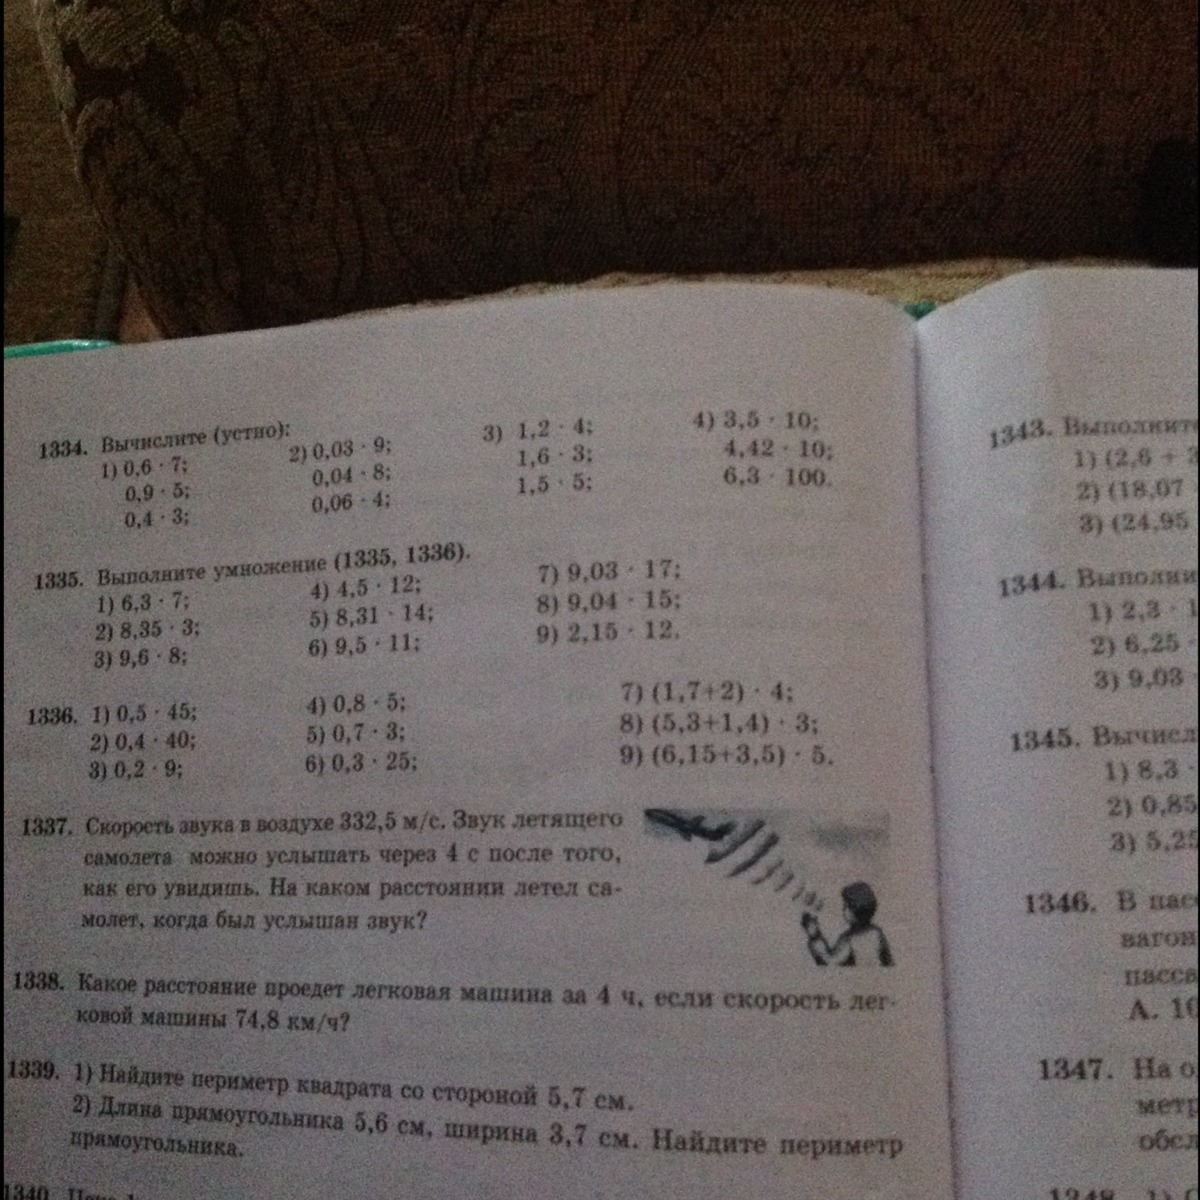 1334. Вычислите (устно):
1) 0,6 · 7; 2) 0,03 · 9; 3) 1,2 · 4; 4) 3,5 · 10;
0,9 · 5; 0,04 · 8; 1,6 · 3; 4,42 · 10;
0,4 · 3; 0,06 · 4; 1,5 · 5; 6,3 · 100.
1335. Выполните умножение (1335, 1336).
1) 6,3 · 7; 4) 4,5 · 12; 7) 9,03 · 17;
2) 8,35 · 3; 5) 8,31 · 14; 8) 9,04 · 15;
3) 9,6 · 8; 6) 9,5 · 11; 9) 2,15 · 12.
1336. 1) 0,5 · 45; 4) 0,8 · 5; 7) (1,7+2) · 4;
2) 0,4 · 40; 5) 0,7 · 3; 8) (5,3+1,4) · 3;
3) 0,2 · 9; 6) 0,3 · 25; 9) (6,15+3,5) · 5.
1337. Скорость звука в воздухе 332,5 м/с. Звук летящего
самолета можно услышать через 4 с после того,
как его увидишь. На каком расстоянии летел са-
молет, когда был услышан звук?
1338. Какое расстояние проедет легковая машина за 4 ч, если скорость лег-
ковой машины 74,8 км/ч?
1339. 1) Найдите периметр квадрата со стороной 5,7 см.
2) Длина прямоугольника 5,6 см, ширина 3,7 см. Найдите периметр
прямоугольника.
1340.
1343. Выполните
1) (2,6 +
2) (18,07
3) (24,95
1344. Выполни
1) 2,3 ·
2) 6,25
3) 9,03
1345. Вычисл
1) 8,3 ·
2) 0,85
3) 5,25
1346. В пасс
вагон
пасса
А. 10
1347. На о
метр
обсл